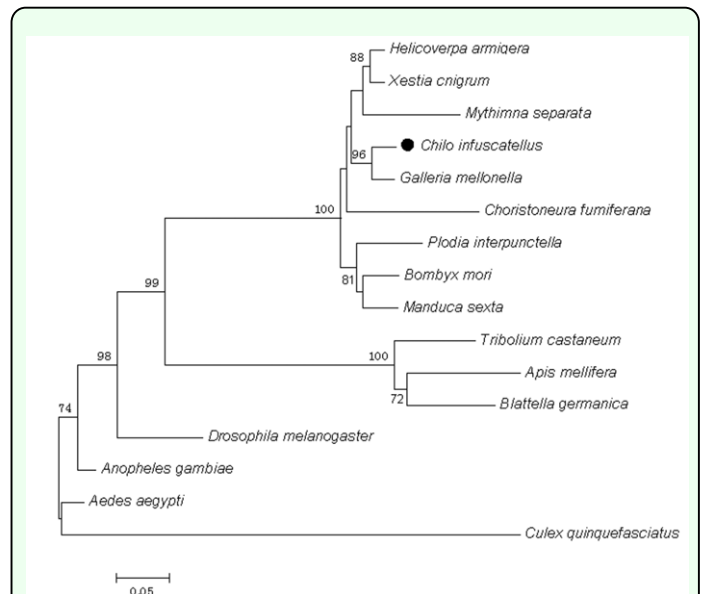 Helicoverpa armigera
88
Xestia cnigrum
Mythimna separata
96
Chilo infuscatellus
Galleria mellonella
100
Choristoneura fumiferana
Plodia interpunctella
Bombyx mori
81
Manduca sexta
99
Tribolium castaneum
100
Apis mellifera
72
Blattella germanica
98
74
Drosophila melanogaster
Anopheles gambiae
Aedes aegypti
Culex quinquefasciatus
0.05